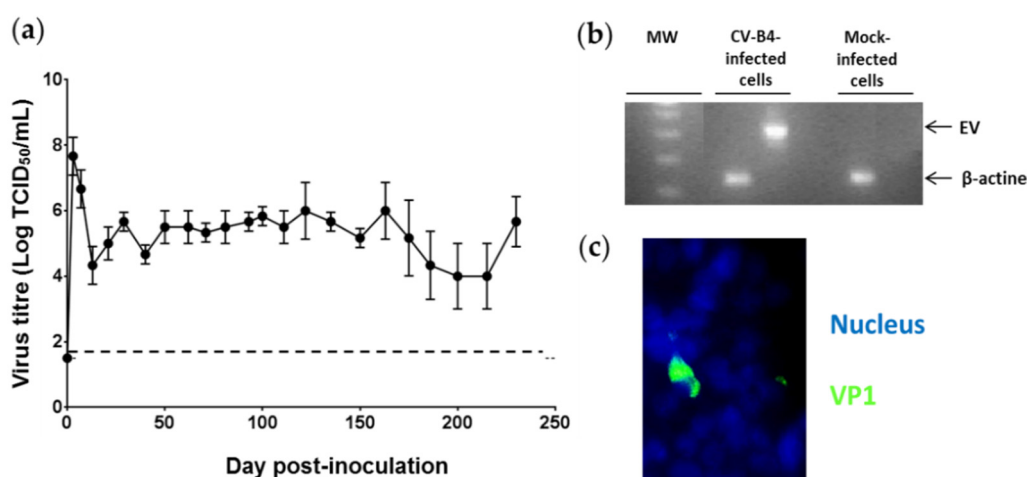 (a)
Virus titre (Log TCID50/mL)
10
8
6
4
2
0
0
50
100
150
200
250
Day post-inoculation
(b)
MW
CV-B4-
infected
cells
Mock-
infected
cells
← EV
← β-actine
(c)
Nucleus
VP1